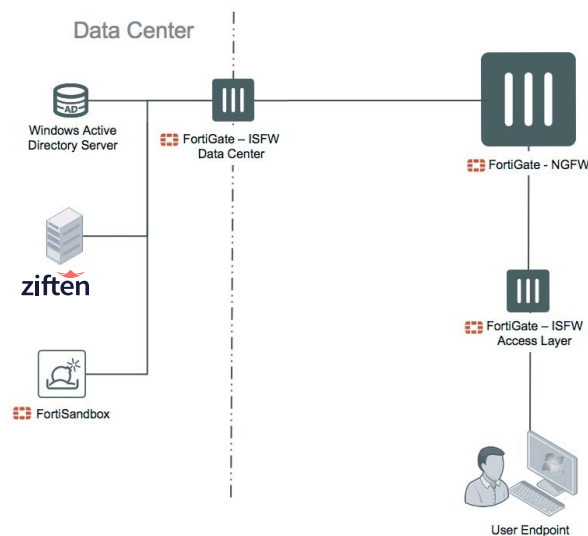 Data Center
AD
Windows Active
Directory Server
FortiGate – ISFW
Data Center
FortiGate - NGFW
ziften
FortiGate – ISFW
Access Layer
FortiSandbox
User Endpoint